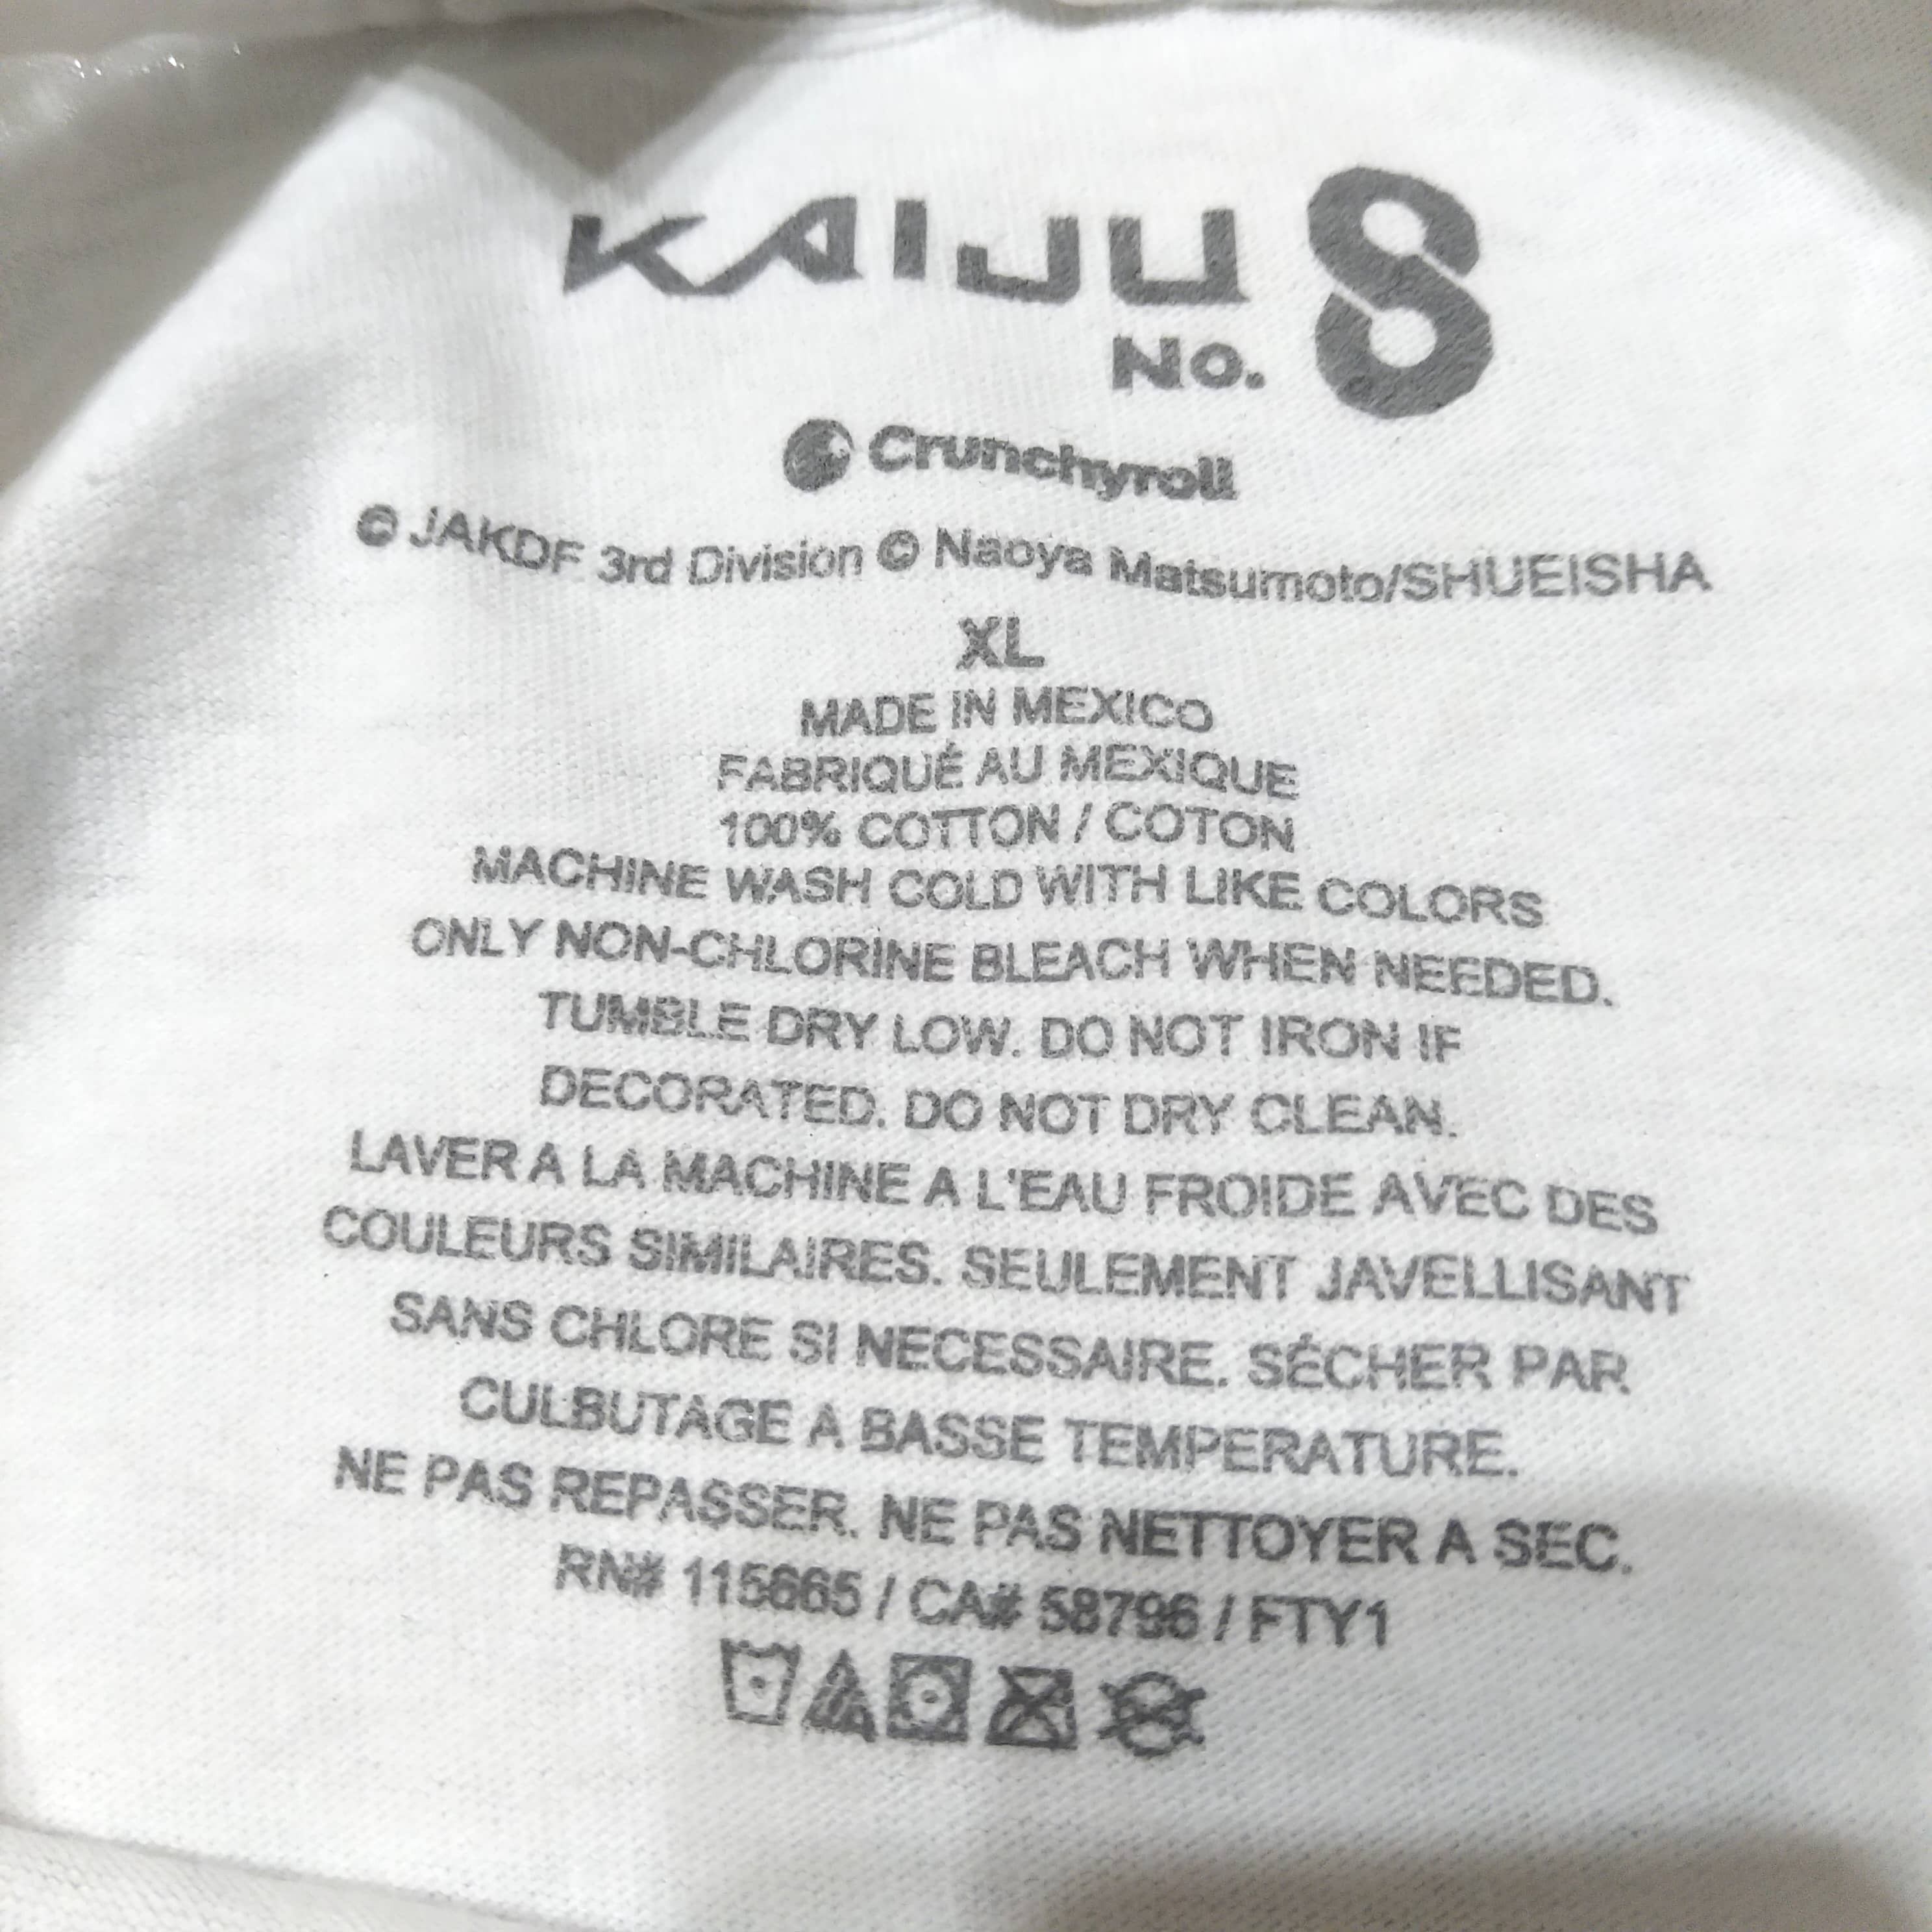 KAIJU No. 8
Crunchyroll
© JAKDF 3rd Division © Naoya Matsumoto/SHUEISHA
XL
MADE IN MEXICO
FABRIQUÉ AU MEXIQUE
100% COTTON / COTON
MACHINE WASH COLD WITH LIKE COLORS
ONLY NON-CHLORINE BLEACH WHEN NEEDED.
TUMBLE DRY LOW. DO NOT IRON IF
DECORATED. DO NOT DRY CLEAN.
LAVER A LA MACHINE A L'EAU FROIDE AVEC DES
COULEURS SIMILAIRES. SEULEMENT JAVELLISANT
SANS CHLORE SI NECESSAIRE. SÉCHER PAR
CULBUTAGE A BASSE TEMPERATURE.
NE PAS REPASSER. NE PAS NETTOYER A SEC.
RN# 115665 / CA# 58796 / FTY1